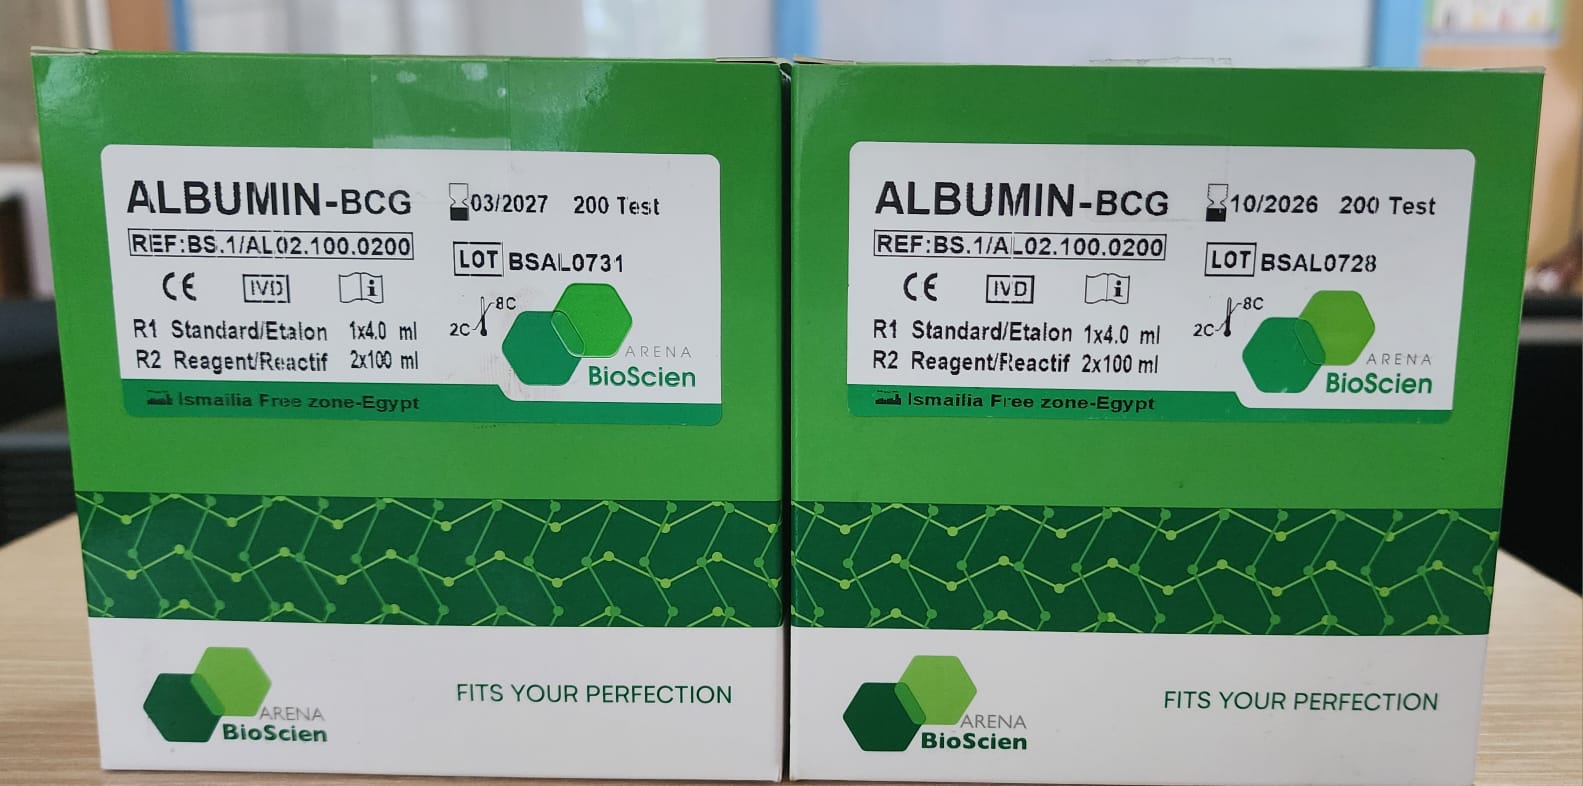 ALBUMIN-BCG 03/2027 200 Test
REF:BS.1/AL02.100.0200
LOT BSAL0731
CE IVD i
2C 8C
R1 Standard/Etalon 1x4.0 ml
R2 Reagent/Reactif 2x100 ml
ARENA
BioScien
Ismailia Free zone-Egypt
ARENA
BioScien
FITS YOUR PERFECTION
ALBUMIN-BCG 10/2026 200 Test
REF:BS.1/AL02.100.0200
LOT BSAL0728
CE IVD i
2C 8C
R1 Standard/Etalon 1x4.0 ml
R2 Reagent/Reactif 2x100 ml
ARENA
BioScien
Ismailia Free zone-Egypt
ARENA
BioScien
FITS YOUR PERFECTION